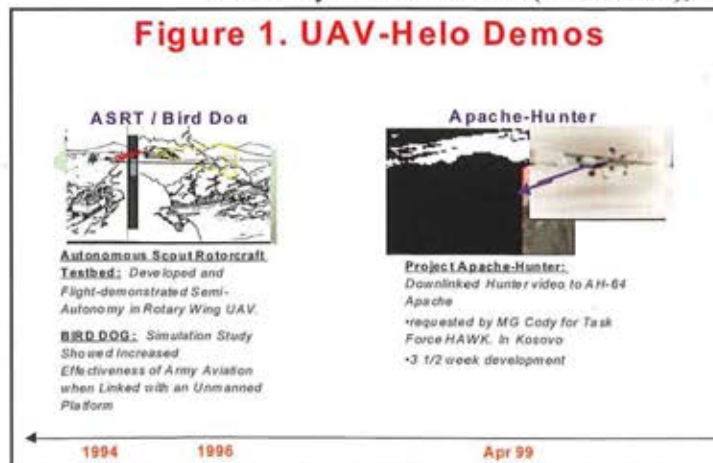 Figure 1. UAV-Helo Demos
ASRT / Bird Dog
Autonomous Scout Rotorcraft
Testbed: Developed and
Flight-demonstrated Semi-
Autonomy in Rotary Wing UAV.
BIRD DOG: Simulation Study
Showed Increased
Effectiveness of Army Aviation
when Linked with an Unmanned
Platform
Apache-Hunter
Project Apache-Hunter:
Downlinked Hunter video to AH-64
Apache
•requested by MG Cody for Task
Force HAWK. In Kosovo
•3 1/2 week development
1994 1996 Apr 99